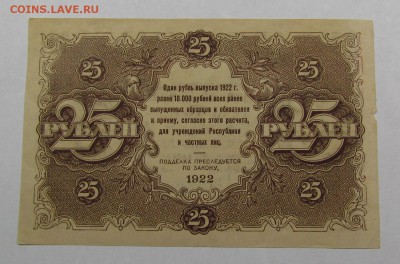 COINS.LAVE.RU
25 25
Один рубль выпуска 1922 г.
равен 10.000 рублей всех ранее
выпущенных образцов и обязателен
к приему, согласно этого расчета,
для учреждений Республики
и частных лиц.
25 РУБЛЕЙ 25 РУБЛЕЙ
ПОДДЕЛКА ПРЕСЛЕДУЕТСЯ
ПО ЗАКОНУ.
1922
25 25